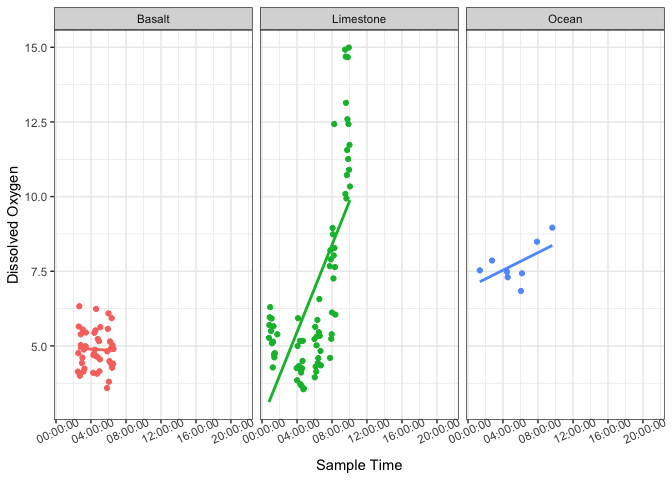 Basalt Limestone Ocean
15.0
12.5
10.0
7.5
5.0
Dissolved Oxygen
00:00:00 04:00:00 08:00:00 12:00:00 16:00:00 20:00:00 00:00:00 04:00:00 08:00:00 12:00:00 16:00:00 20:00:00 00:00:00 04:00:00 08:00:00 12:00:00 16:00:00 20:00:00
Sample Time